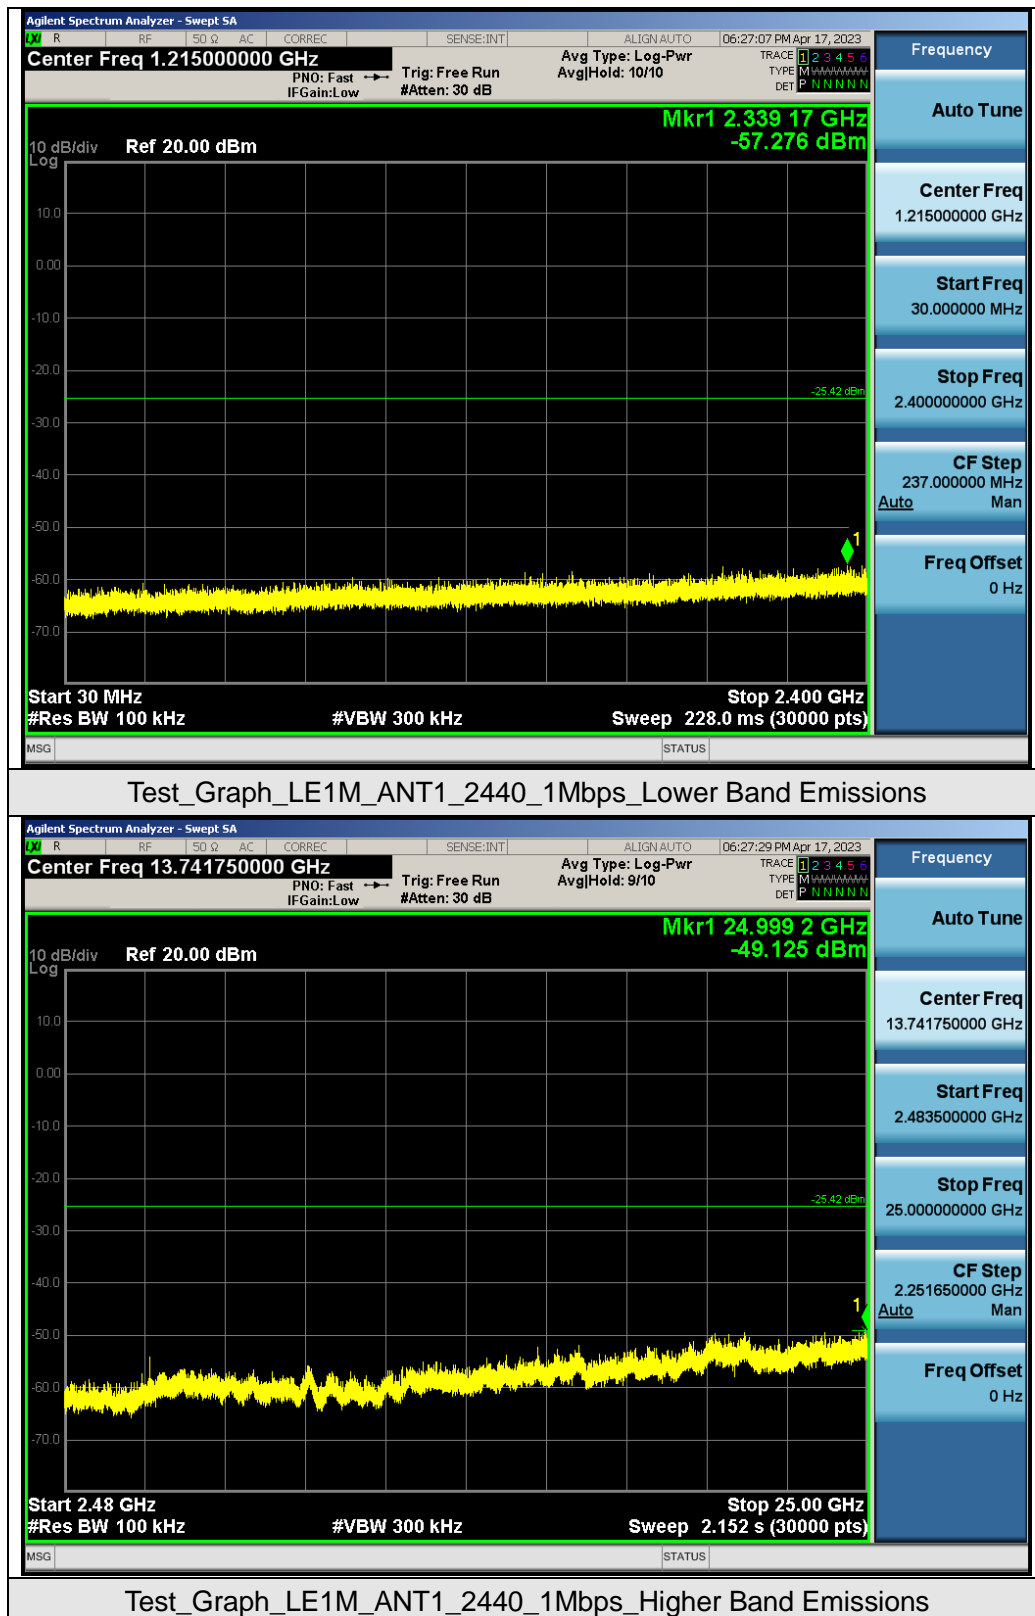 Agilent Spectrum Analyzer - Swept SA
LXI R RF 50 Ω AC CORREC SENSE:INT ALIGN AUTO 06:27:07 PM Apr 17, 2023
Center Freq 1.215000000 GHz
PNO: Fast Trig: Free Run
IFGain:Low #Atten: 30 dB
Avg Type: Log-Pwr
Avg|Hold: 10/10
TRACE 1 2 3 4 5 6
TYPE M WWWWW
DET P N N N N N
Mkr1 2.339 17 GHz
-57.276 dBm
10 dB/div Ref 20.00 dBm
Log
10.0
0.00
-10.0
-20.0
-25.42 dBm
-30.0
-40.0
-50.0
1
-60.0
-70.0
Start 30 MHz Stop 2.400 GHz
#Res BW 100 kHz #VBW 300 kHz Sweep 228.0 ms (30000 pts)
MSG STATUS
Frequency
Auto Tune
Center Freq
1.215000000 GHz
Start Freq
30.000000 MHz
Stop Freq
2.400000000 GHz
CF Step
237.000000 MHz
Auto Man
Freq Offset
0 Hz
Test_Graph_LE1M_ANT1_2440_1Mbps_Lower Band Emissions
Agilent Spectrum Analyzer - Swept SA
LXI R RF 50 Ω AC CORREC SENSE:INT ALIGN AUTO 06:27:29 PM Apr 17, 2023
Center Freq 13.741750000 GHz
PNO: Fast Trig: Free Run
IFGain:Low #Atten: 30 dB
Avg Type: Log-Pwr
Avg|Hold: 9/10
TRACE 1 2 3 4 5 6
TYPE M WWWWW
DET P N N N N N
Mkr1 24.999 2 GHz
-49.125 dBm
10 dB/div Ref 20.00 dBm
Log
10.0
0.00
-10.0
-20.0
-25.42 dBm
-30.0
-40.0
1
-50.0
-60.0
-70.0
Start 2.48 GHz Stop 25.00 GHz
#Res BW 100 kHz #VBW 300 kHz Sweep 2.152 s (30000 pts)
MSG STATUS
Frequency
Auto Tune
Center Freq
13.741750000 GHz
Start Freq
2.483500000 GHz
Stop Freq
25.000000000 GHz
CF Step
2.251650000 GHz
Auto Man
Freq Offset
0 Hz
Test_Graph_LE1M_ANT1_2440_1Mbps_Higher Band Emissions